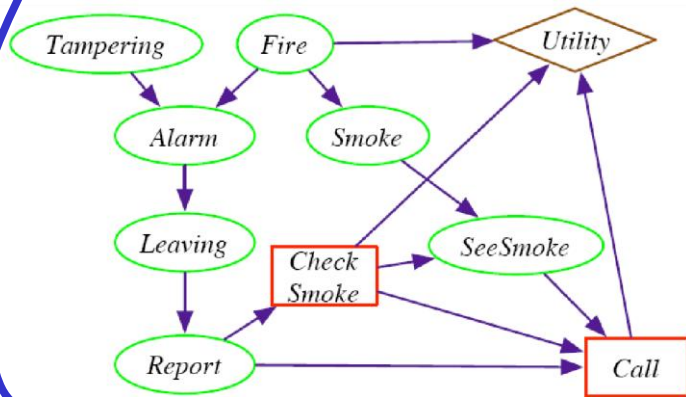 Tampering
Fire
Utility
Alarm
Smoke
Leaving
Check
Smoke
SeeSmoke
Report
Call